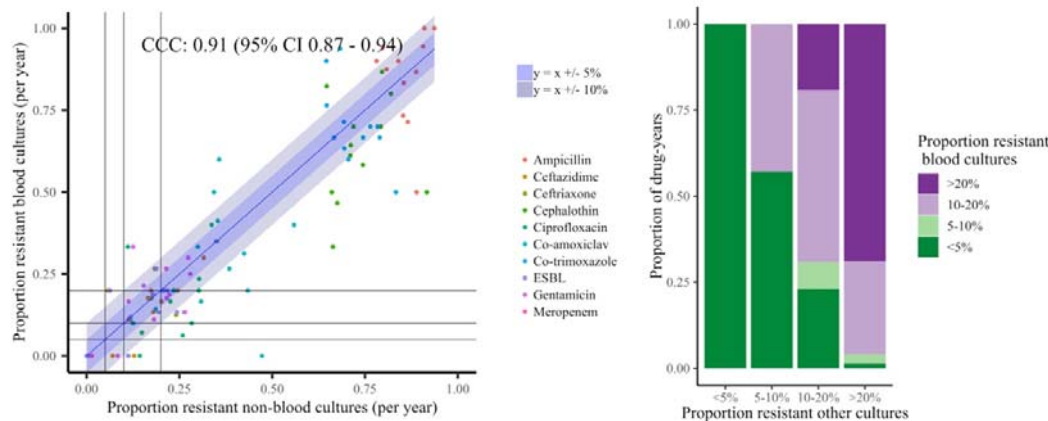 CCC: 0.91 (95% CI 0.87 - 0.94)
Proportion resistant blood cultures (per year)
1.00
0.75
0.50
0.25
0.00
0.00 0.25 0.50 0.75 1.00
Proportion resistant non-blood cultures (per year)
y = x +/- 5%
y = x +/- 10%
Ampicillin
Ceftazidime
Ceftriaxone
Cephalothin
Ciprofloxacin
Co-amoxiclav
Co-trimoxazole
ESBL
Gentamicin
Meropenem
Proportion of drug-years
1.00
0.75
0.50
0.25
0.00
<5% 5-10% 10-20% >20%
Proportion resistant other cultures
Proportion resistant
blood cultures
>20%
10-20%
5-10%
<5%